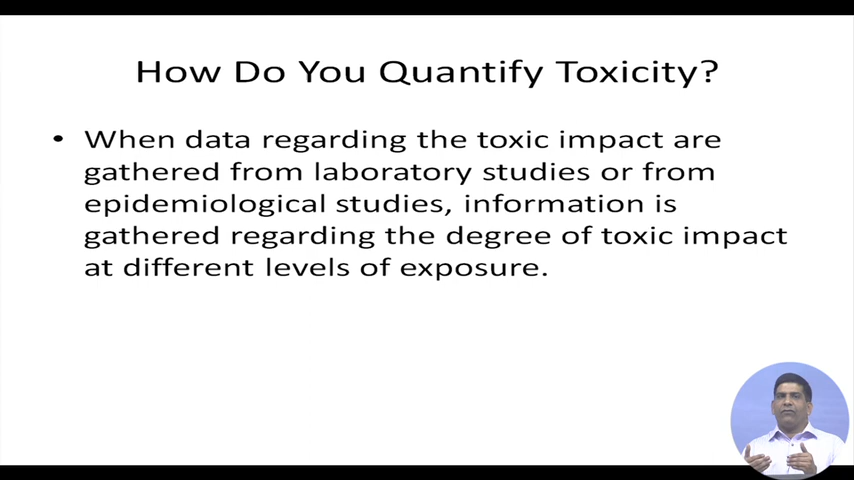 How Do You Quantify Toxicity?
• When data regarding the toxic impact are
gathered from laboratory studies or from
epidemiological studies, information is
gathered regarding the degree of toxic impact
at different levels of exposure.